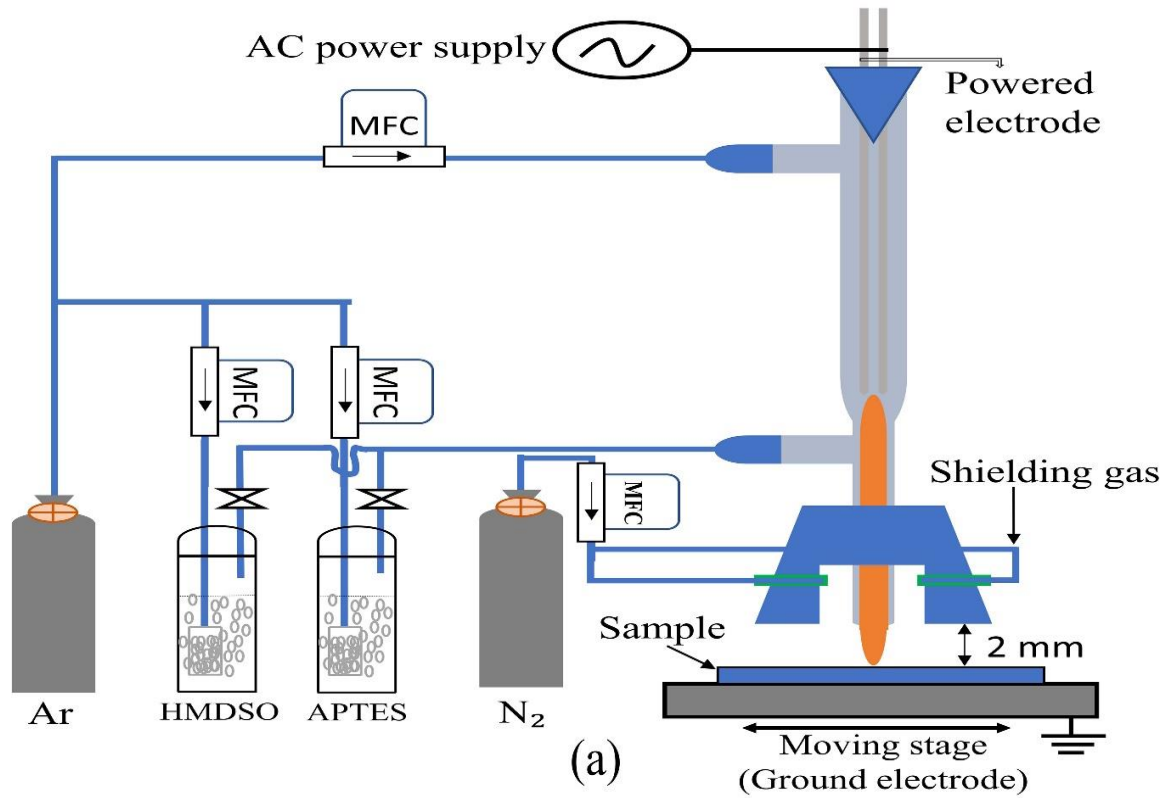 AC power supply
Powered
electrode
MFC
MFC
MFC
MFC
Shielding gas
Sample
2 mm
Ar
HMDSO
APTES
N₂
Moving stage
(Ground electrode)
(a)